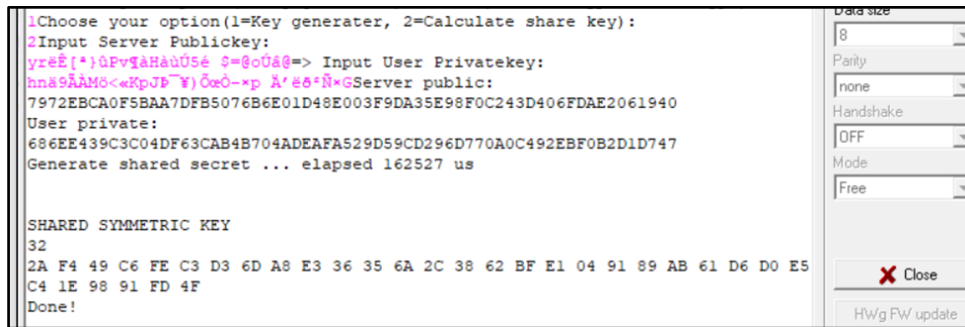 1Choose your option(1=Key generater, 2=Calculate share key):
2Input Server Publickey:
=> Input User Privatekey:
Server public:
7972EBCA0F5BAA7DFB5076B6E01D48E003F9DA35E98F0C243D406FDAE2061940
User private:
686EE439C3C04DF63CAB4B704ADEAFA529D59CD296D770A0C492EBF0B2D1D747
Generate shared secret ... elapsed 162527 us
SHARED SYMMETRIC KEY
32
2A F4 49 C6 FE C3 D3 6D A8 E3 36 35 6A 2C 38 62 BF E1 04 91 89 AB 61 D6 D0 E5
C4 1E 98 91 FD 4F
Done!
Data size
8
Parity
none
Handshake
OFF
Mode
Free
Close
HWg FW update